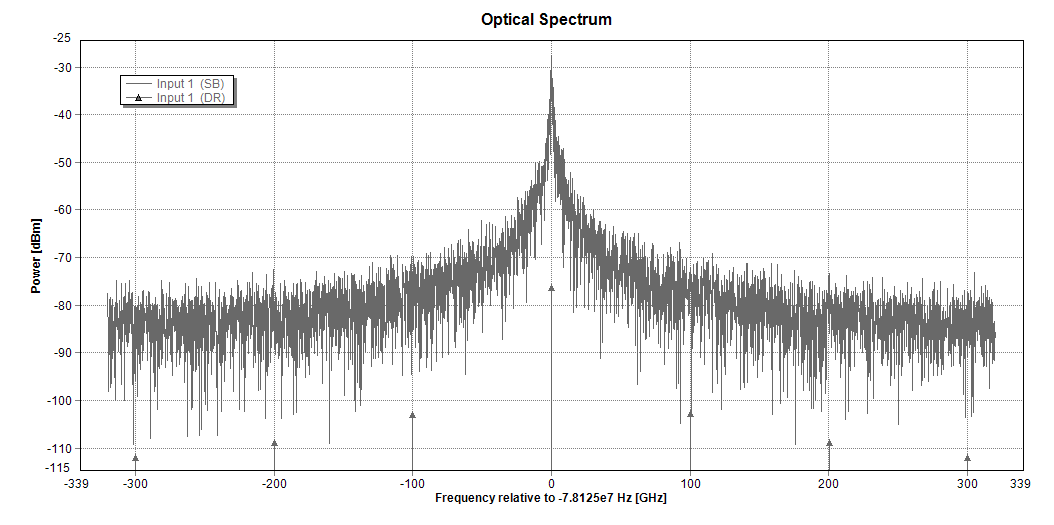 Optical Spectrum
-25
-30
-40
-50
-60
-70
-80
-90
-100
-110
-115
Power [dBm]
Input 1 (SB)
Input 1 (DR)
-339 -300 -200 -100 0 100 200 300 339
Frequency relative to -7.8125e7 Hz [GHz]